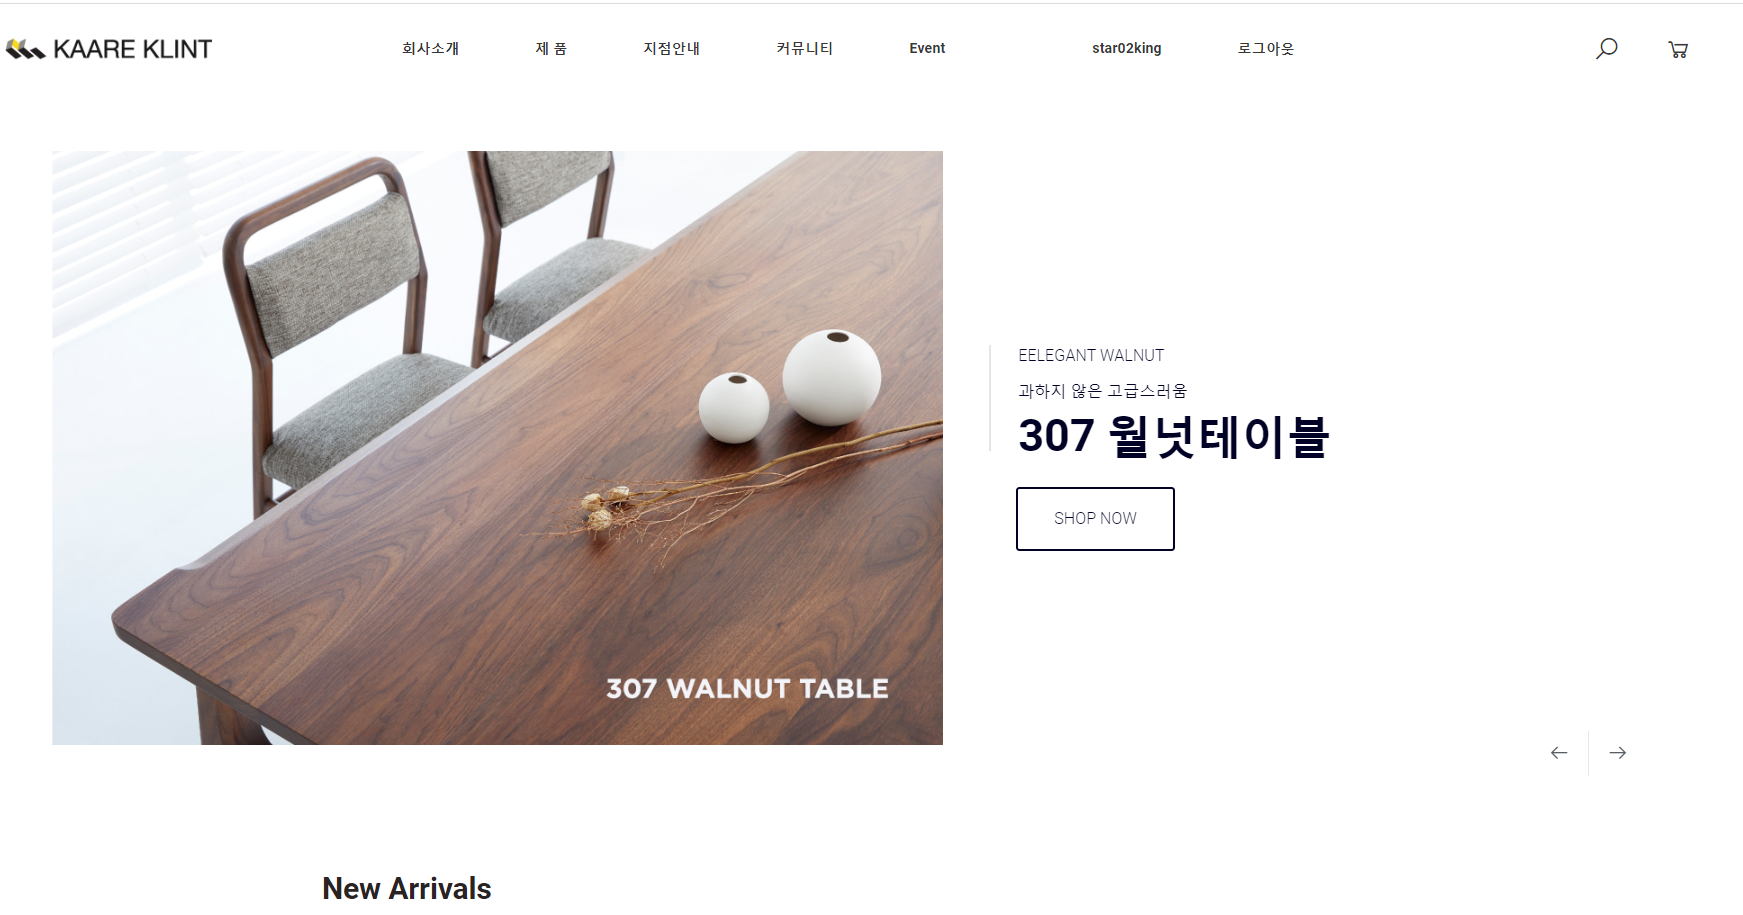 KAARE KLINT
회사소개 제 품 지점안내 커뮤니티 Event star02king 로그아웃
EELEGANT WALNUT
과하지 않은 고급스러움
307 월넛테이블
SHOP NOW
307 WALNUT TABLE
New Arrivals